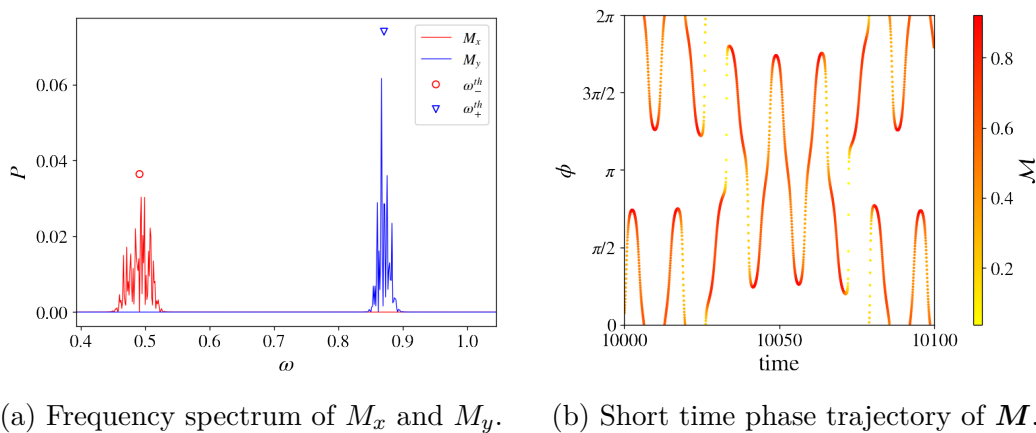 M_x
M_y
ω_-^{th}
ω_+^{th}
P
0.00
0.02
0.04
0.06
0.4
0.5
0.6
0.7
0.8
0.9
1.0
ω
2π
3π/2
π
π/2
0
ϕ
10000
10050
10100
time
0.8
0.6
0.4
0.2
ℳ
(a) Frequency spectrum of M_x and M_y.
(b) Short time phase trajectory of M.